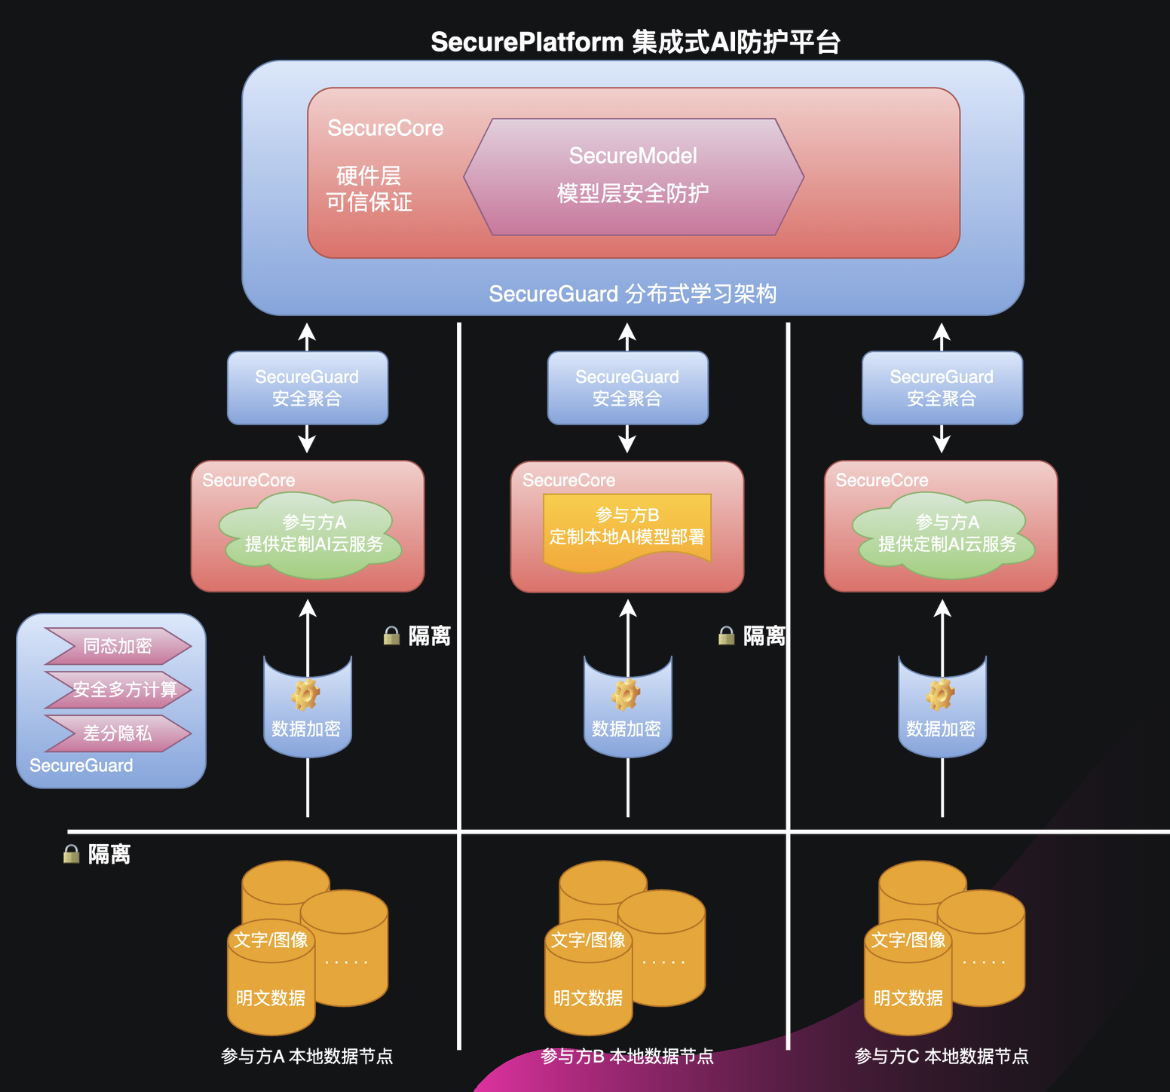 SecurePlatform 集成式AI防护平台
SecureCore
硬件层
可信保证
SecureModel
模型层安全防护
SecureGuard 分布式学习架构
SecureGuard
安全聚合
SecureGuard
安全聚合
SecureGuard
安全聚合
SecureCore
参与方A
提供定制AI云服务
SecureCore
参与方B
定制本地AI模型部署
SecureCore
参与方A
提供定制AI云服务
隔离
隔离
同态加密
安全多方计算
差分隐私
SecureGuard
数据加密
数据加密
数据加密
隔离
文字/图像
.....
明文数据
文字/图像
.....
明文数据
文字/图像
.....
明文数据
参与方A 本地数据节点
参与方B 本地数据节点
参与方C 本地数据节点